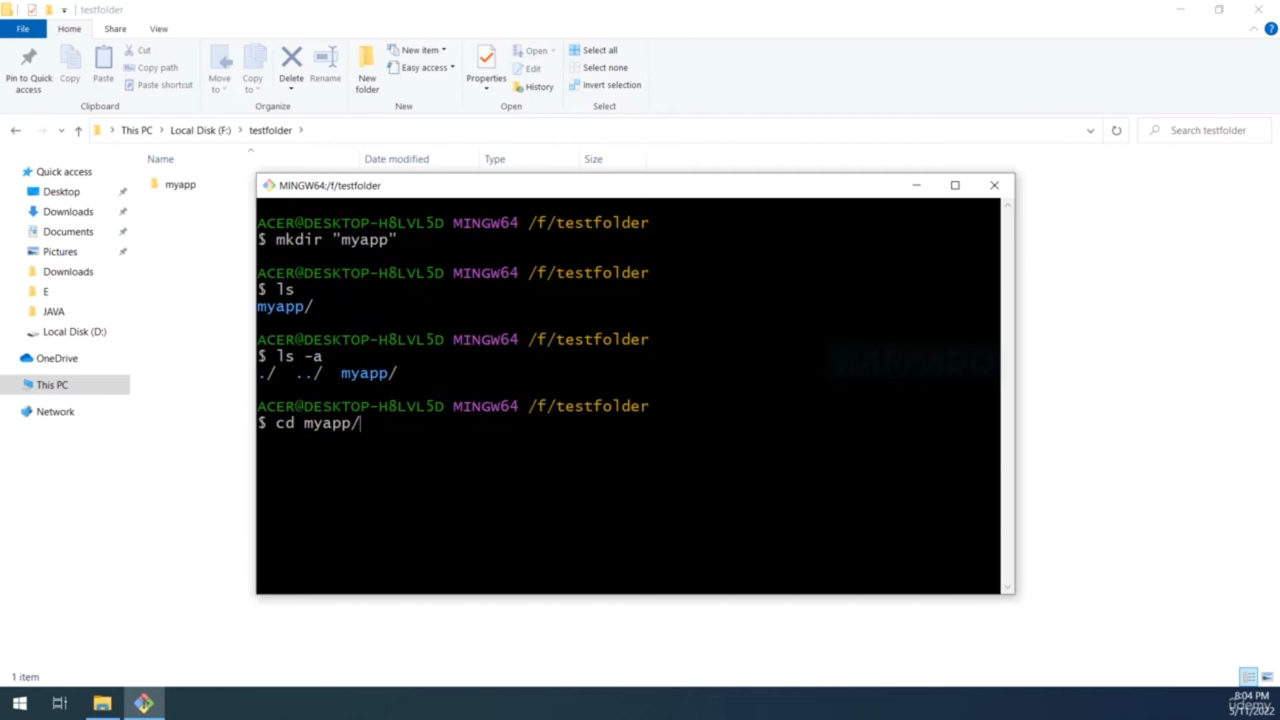 testfolder
File Home Share View
Pin to Quick access
Copy
Paste
Cut
Copy path
Paste shortcut
Clipboard
Move to
Copy to
Delete
Rename
Organize
New folder
New item
Easy access
New
Properties
Open
Edit
History
Open
Select all
Select none
Invert selection
Select
This PC > Local Disk (F:) > testfolder >
Search testfolder
Name Date modified Type Size
myapp
Quick access
Desktop
Downloads
Documents
Pictures
Downloads
E
JAVA
Local Disk (D:)
OneDrive
This PC
Network
MINGW64:/f/testfolder
ACER@DESKTOP-H8LVL5D MINGW64 /f/testfolder
$ mkdir "myapp"
ACER@DESKTOP-H8LVL5D MINGW64 /f/testfolder
$ ls
myapp/
ACER@DESKTOP-H8LVL5D MINGW64 /f/testfolder
$ ls -a
./ ../ myapp/
ACER@DESKTOP-H8LVL5D MINGW64 /f/testfolder
$ cd myapp/
1 item
8:04 PM
5/11/2022
udemy